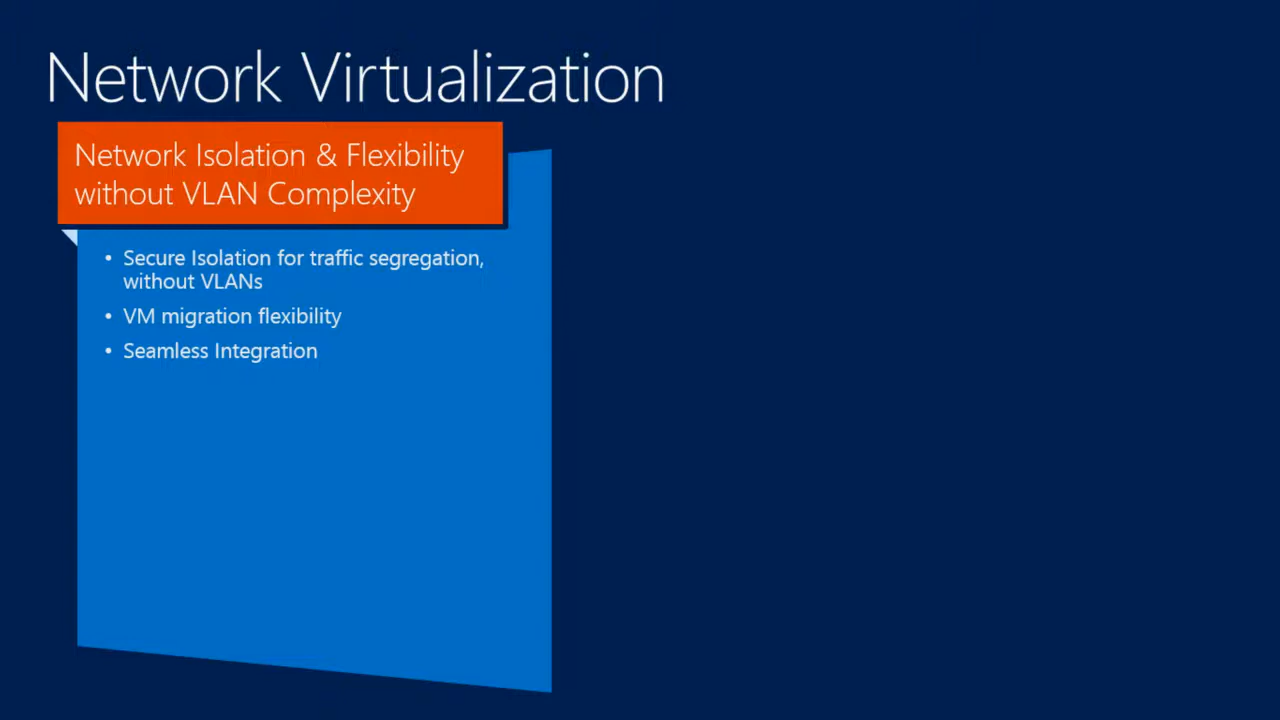 Network Virtualization
Network Isolation & Flexibility
without VLAN Complexity
• Secure Isolation for traffic segregation,
without VLANs
• VM migration flexibility
• Seamless Integration